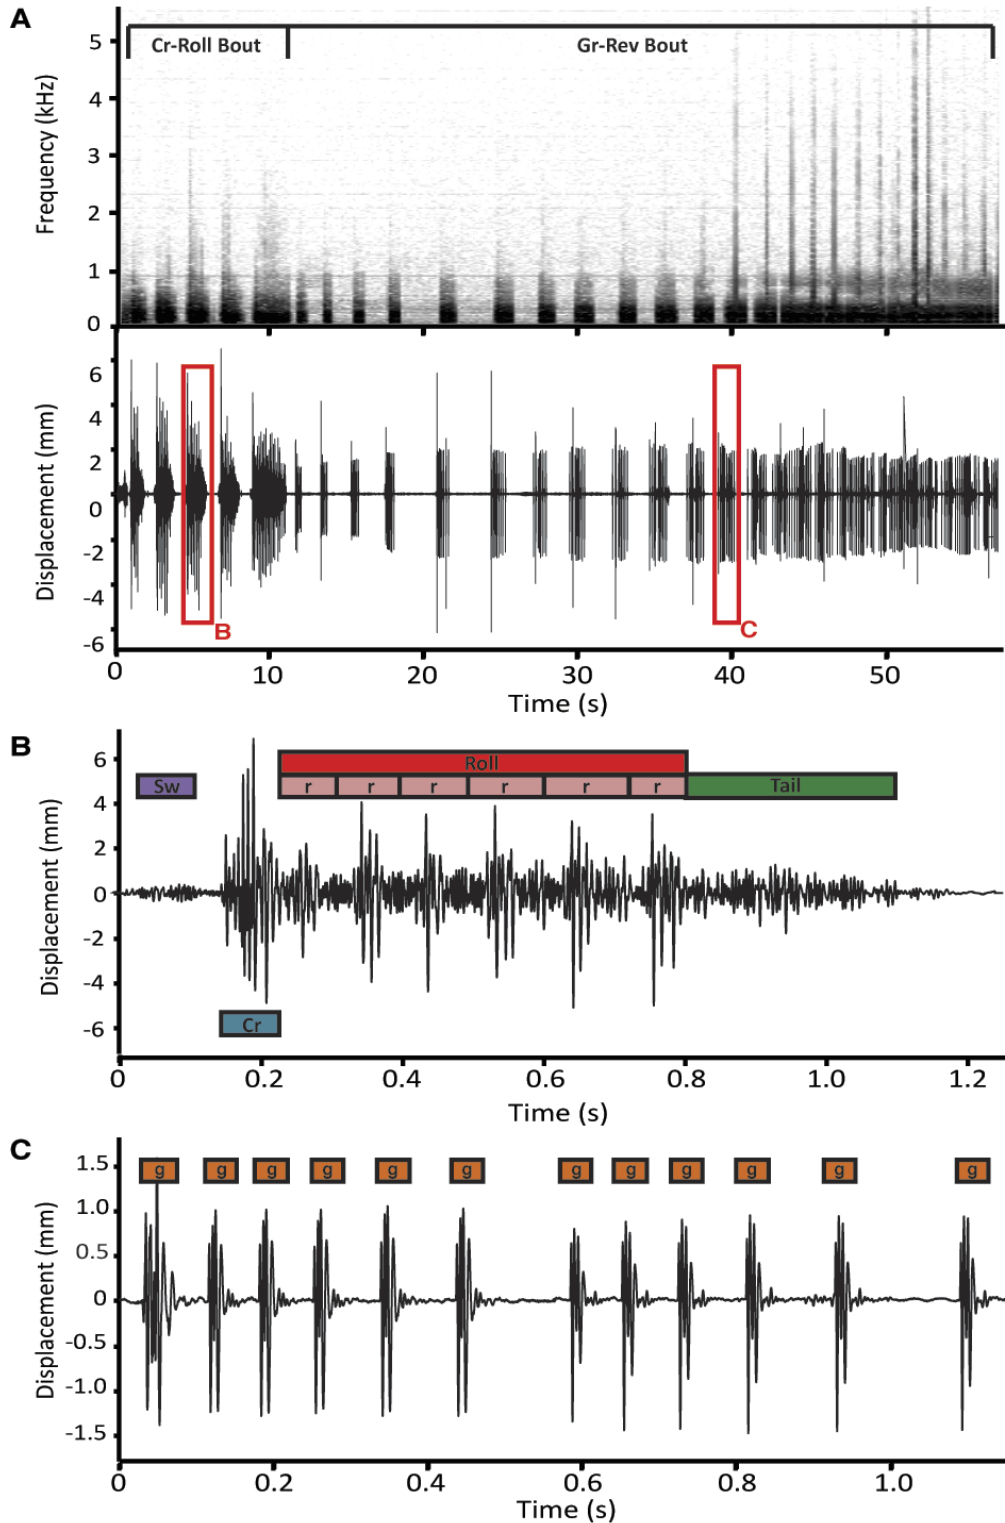 A
Cr-Roll Bout
Gr-Rev Bout
Frequency (kHz)
5
4
3
2
1
0
Displacement (mm)
6
4
2
0
-2
-4
-6
B
C
0 10 20 30 40 50
Time (s)
B
Displacement (mm)
6
4
2
0
-2
-4
-6
Sw
Roll
r r r r r r
Tail
Cr
0 0.2 0.4 0.6 0.8 1.0 1.2
Time (s)
C
Displacement (mm)
1.5
1.0
0.5
0
-0.5
-1.0
-1.5
g g g g g g g g g g g g
0 0.2 0.4 0.6 0.8 1.0
Time (s)